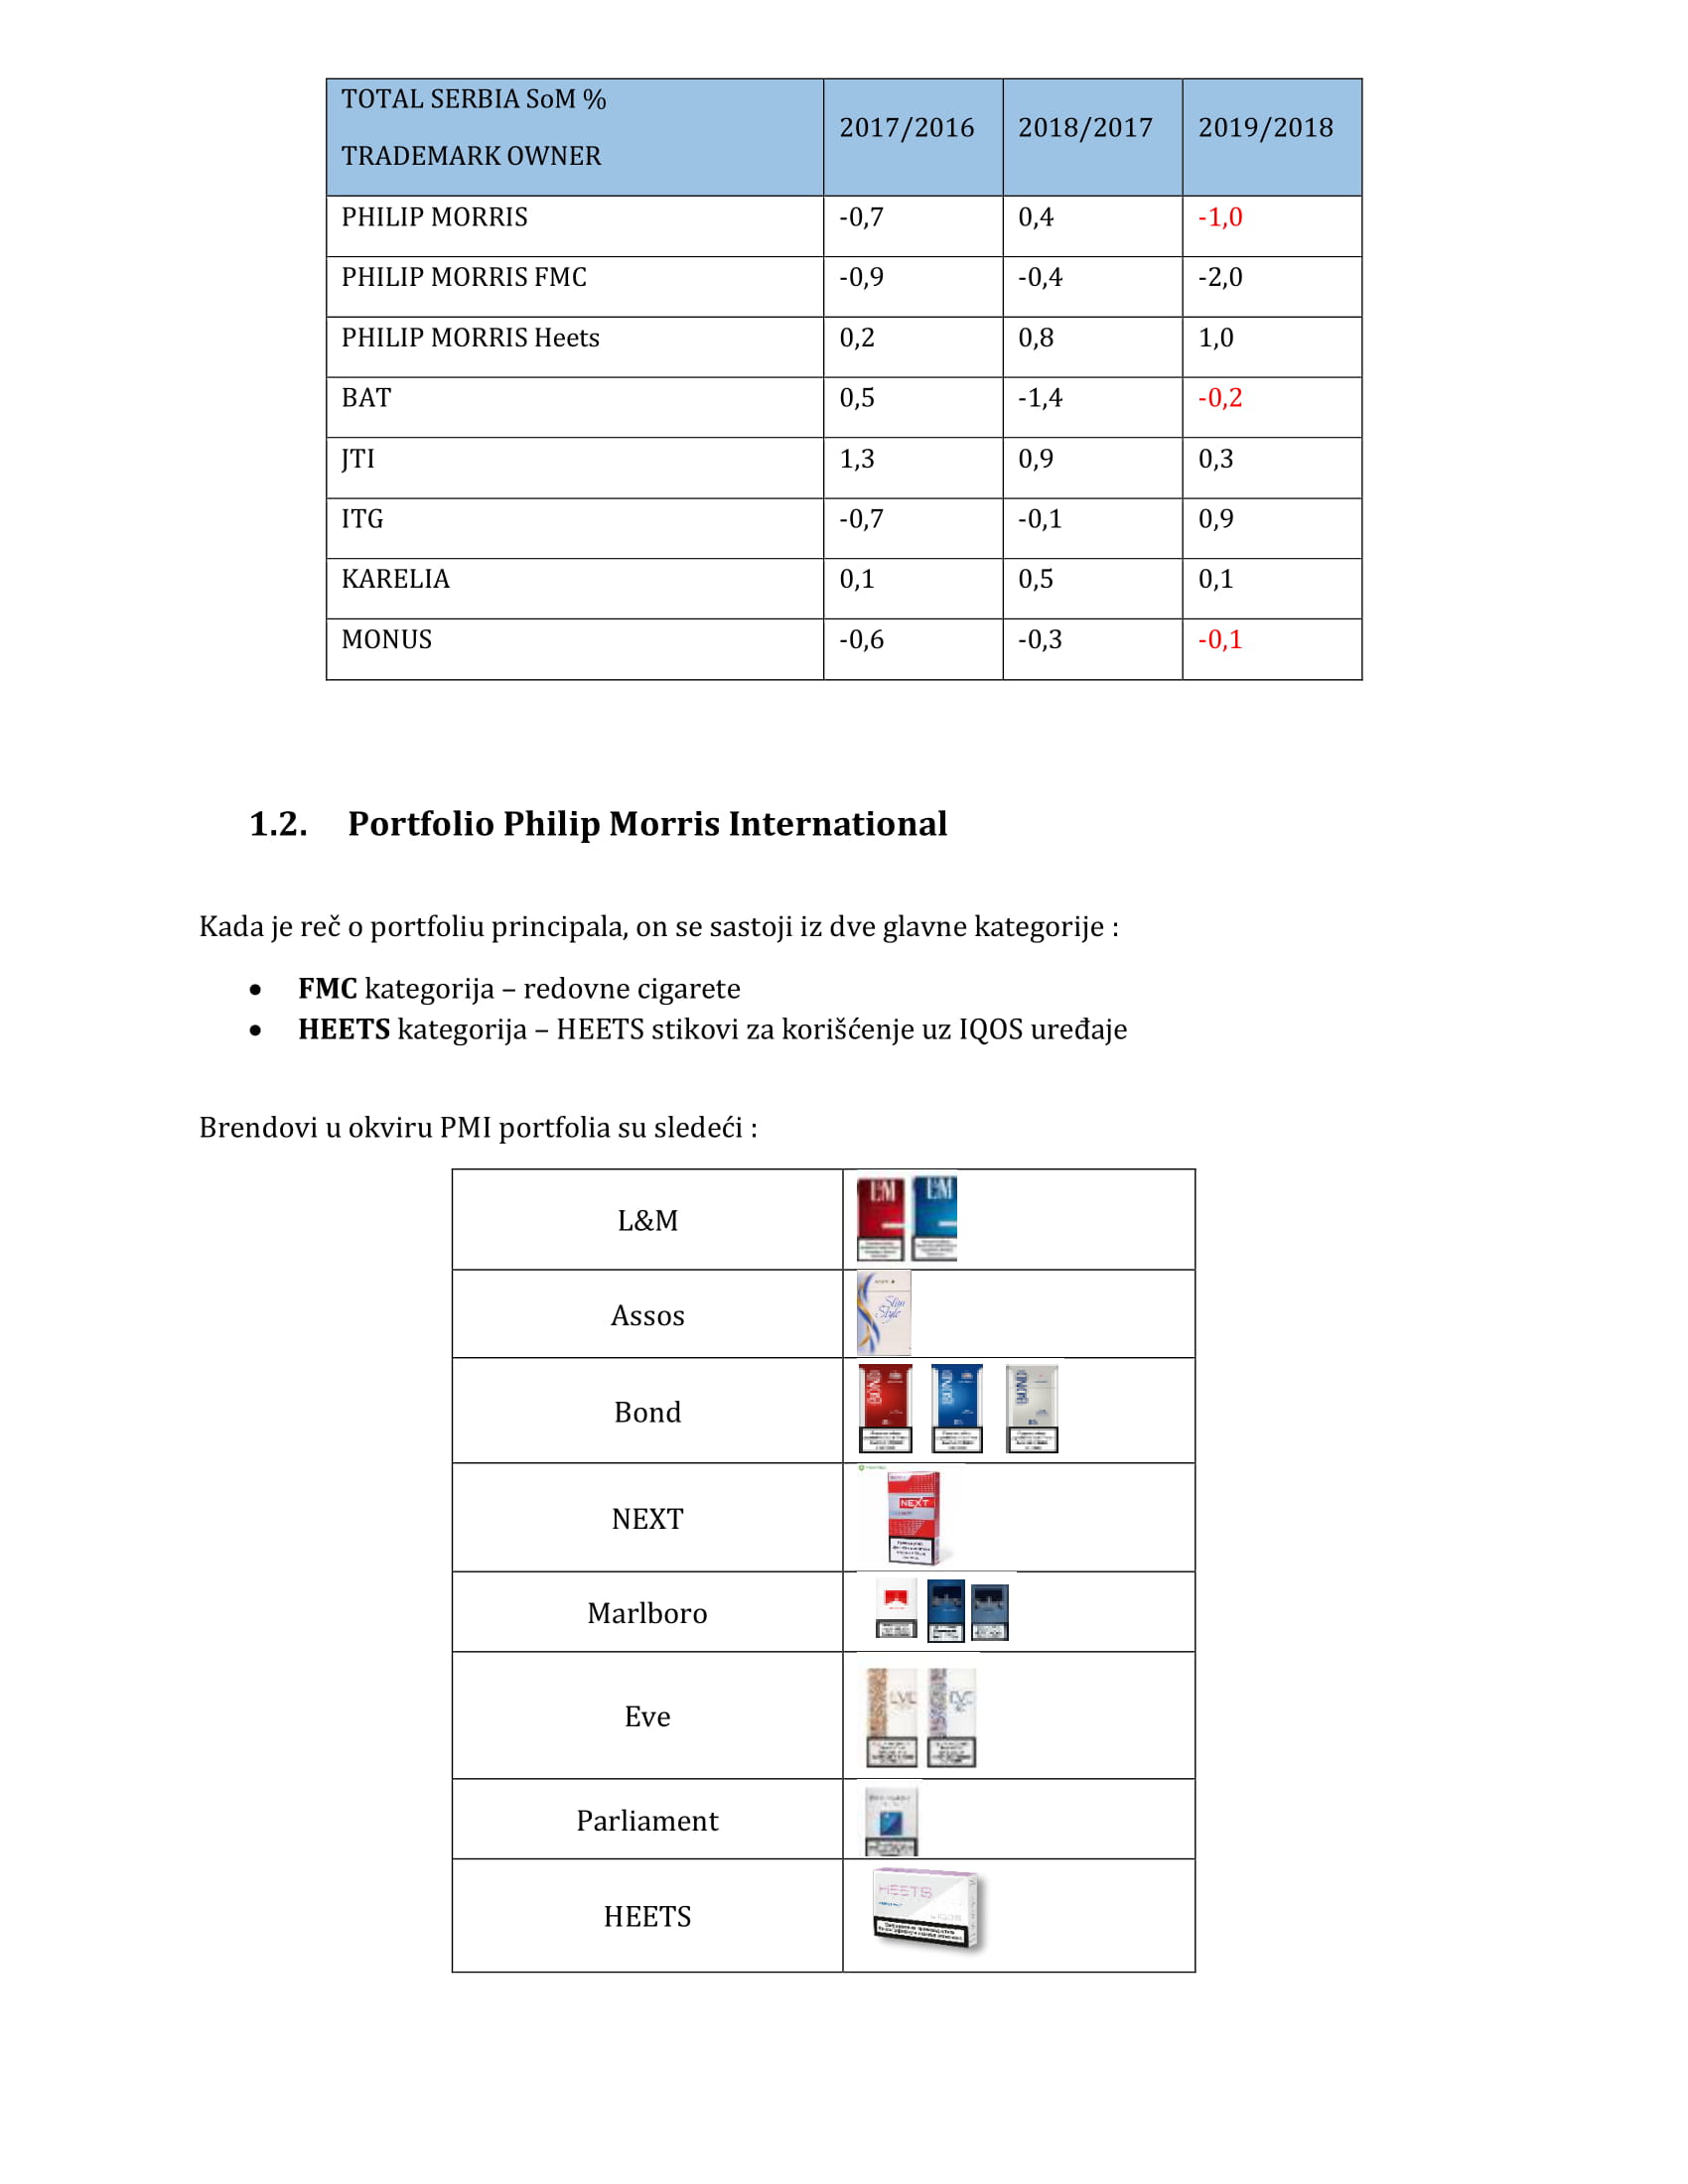 TOTAL SERBIA SoM %
TRADEMARK OWNER
2017/2016 2018/2017 2019/2018
PHILIP MORRIS -0,7 0,4 -1,0
PHILIP MORRIS FMC -0,9 -0,4 -2,0
PHILIP MORRIS Heets 0,2 0,8 1,0
BAT 0,5 -1,4 -0,2
JTI 1,3 0,9 0,3
ITG -0,7 -0,1 0,9
KARELIA 0,1 0,5 0,1
MONUS -0,6 -0,3 -0,1
1.2. Portfolio Philip Morris International
Kada je reč o portfoliu principala, on se sastoji iz dve glavne kategorije :
• FMC kategorija – redovne cigarete
• HEETS kategorija – HEETS stikovi za korišćenje uz IQOS uređaje
Brendovi u okviru PMI portfolia su sledeći :
L&M
LM LM
Assos
Slim
Style
Bond
BOND BOND BOND
NEXT
NEXT
Marlboro
Eve
EVE EVE
Parliament
HEETS
HEETS
IQOS